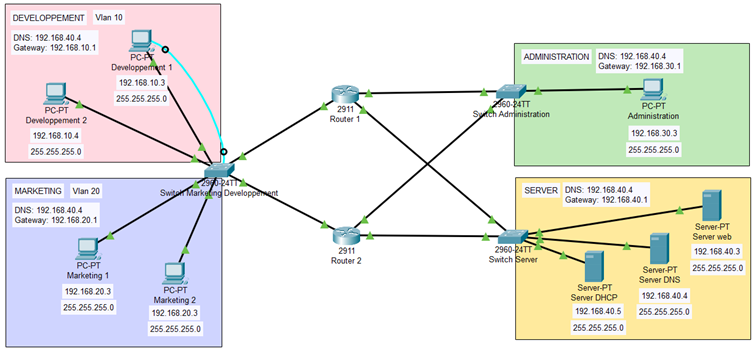 DEVELOPPEMENT Vlan 10
DNS: 192.168.40.4
Gateway: 192.168.10.1
PC-PT
Developpement 1
192.168.10.3
255.255.255.0
PC-PT
Developpement 2
192.168.10.4
255.255.255.0
2960-24TT
Switch Marketing Developpement
MARKETING Vlan 20
DNS: 192.168.40.4
Gateway: 192.168.20.1
PC-PT
Marketing 1
192.168.20.3
255.255.255.0
PC-PT
Marketing 2
192.168.20.3
255.255.255.0
2911
Router 1
2911
Router 2
ADMINISTRATION
DNS: 192.168.40.4
Gateway: 192.168.30.1
2960-24TT
Switch Administration
PC-PT
Administration
192.168.30.3
255.255.255.0
SERVER
DNS: 192.168.40.4
Gateway: 192.168.40.1
2960-24TT
Switch Server
Server-PT
Server web
192.168.40.3
255.255.255.0
Server-PT
Server DNS
192.168.40.4
255.255.255.0
Server-PT
Server DHCP
192.168.40.5
255.255.255.0